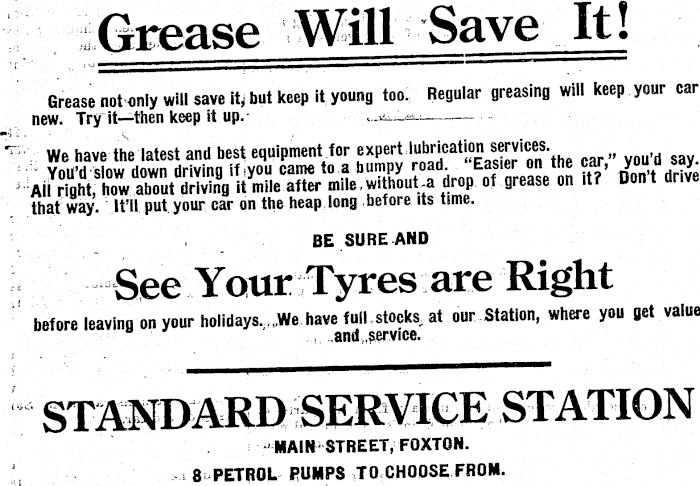 Grease Will Save It!
Grease not only will save it, but keep it young too. Regular greasing will keep your car
new. Try it—then keep it up.
We have the latest and best equipment for expert lubrication services.
You'd slow down driving if you came to a bumpy road. "Easier on the car," you'd say.
All right, how about driving it mile after mile, without a drop of grease on it? Don't drive
that way. It'll put your car on the heap long before its time.
BE SURE AND
See Your Tyres are Right
before leaving on your holidays. We have full stocks at our Station, where you get value
and service.
STANDARD SERVICE STATION
MAIN STREET, FOXTON.
8 PETROL PUMPS TO CHOOSE FROM.